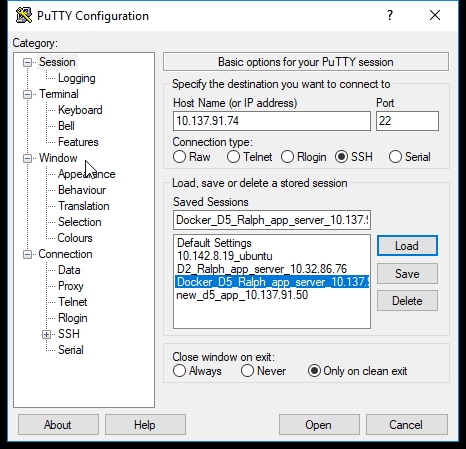 PuTTY Configuration
Category:
Session
Logging
Terminal
Keyboard
Bell
Features
Window
Appearance
Behaviour
Translation
Selection
Colours
Connection
Data
Proxy
Telnet
Rlogin
SSH
Serial
Basic options for your PuTTY session
Specify the destination you want to connect to
Host Name (or IP address) Port
10.137.91.74 22
Connection type:
Raw Telnet Rlogin SSH Serial
Load, save or delete a stored session
Saved Sessions
Docker_D5_Ralph_app_server_10.137.9
Default Settings
10.142.8.19_ubuntu
D2_Ralph_app_server_10.32.86.76
Docker_D5_Ralph_app_server_10.137.9
new_d5_app_10.137.91.50
Load
Save
Delete
Close window on exit:
Always Never Only on clean exit
About Help Open Cancel